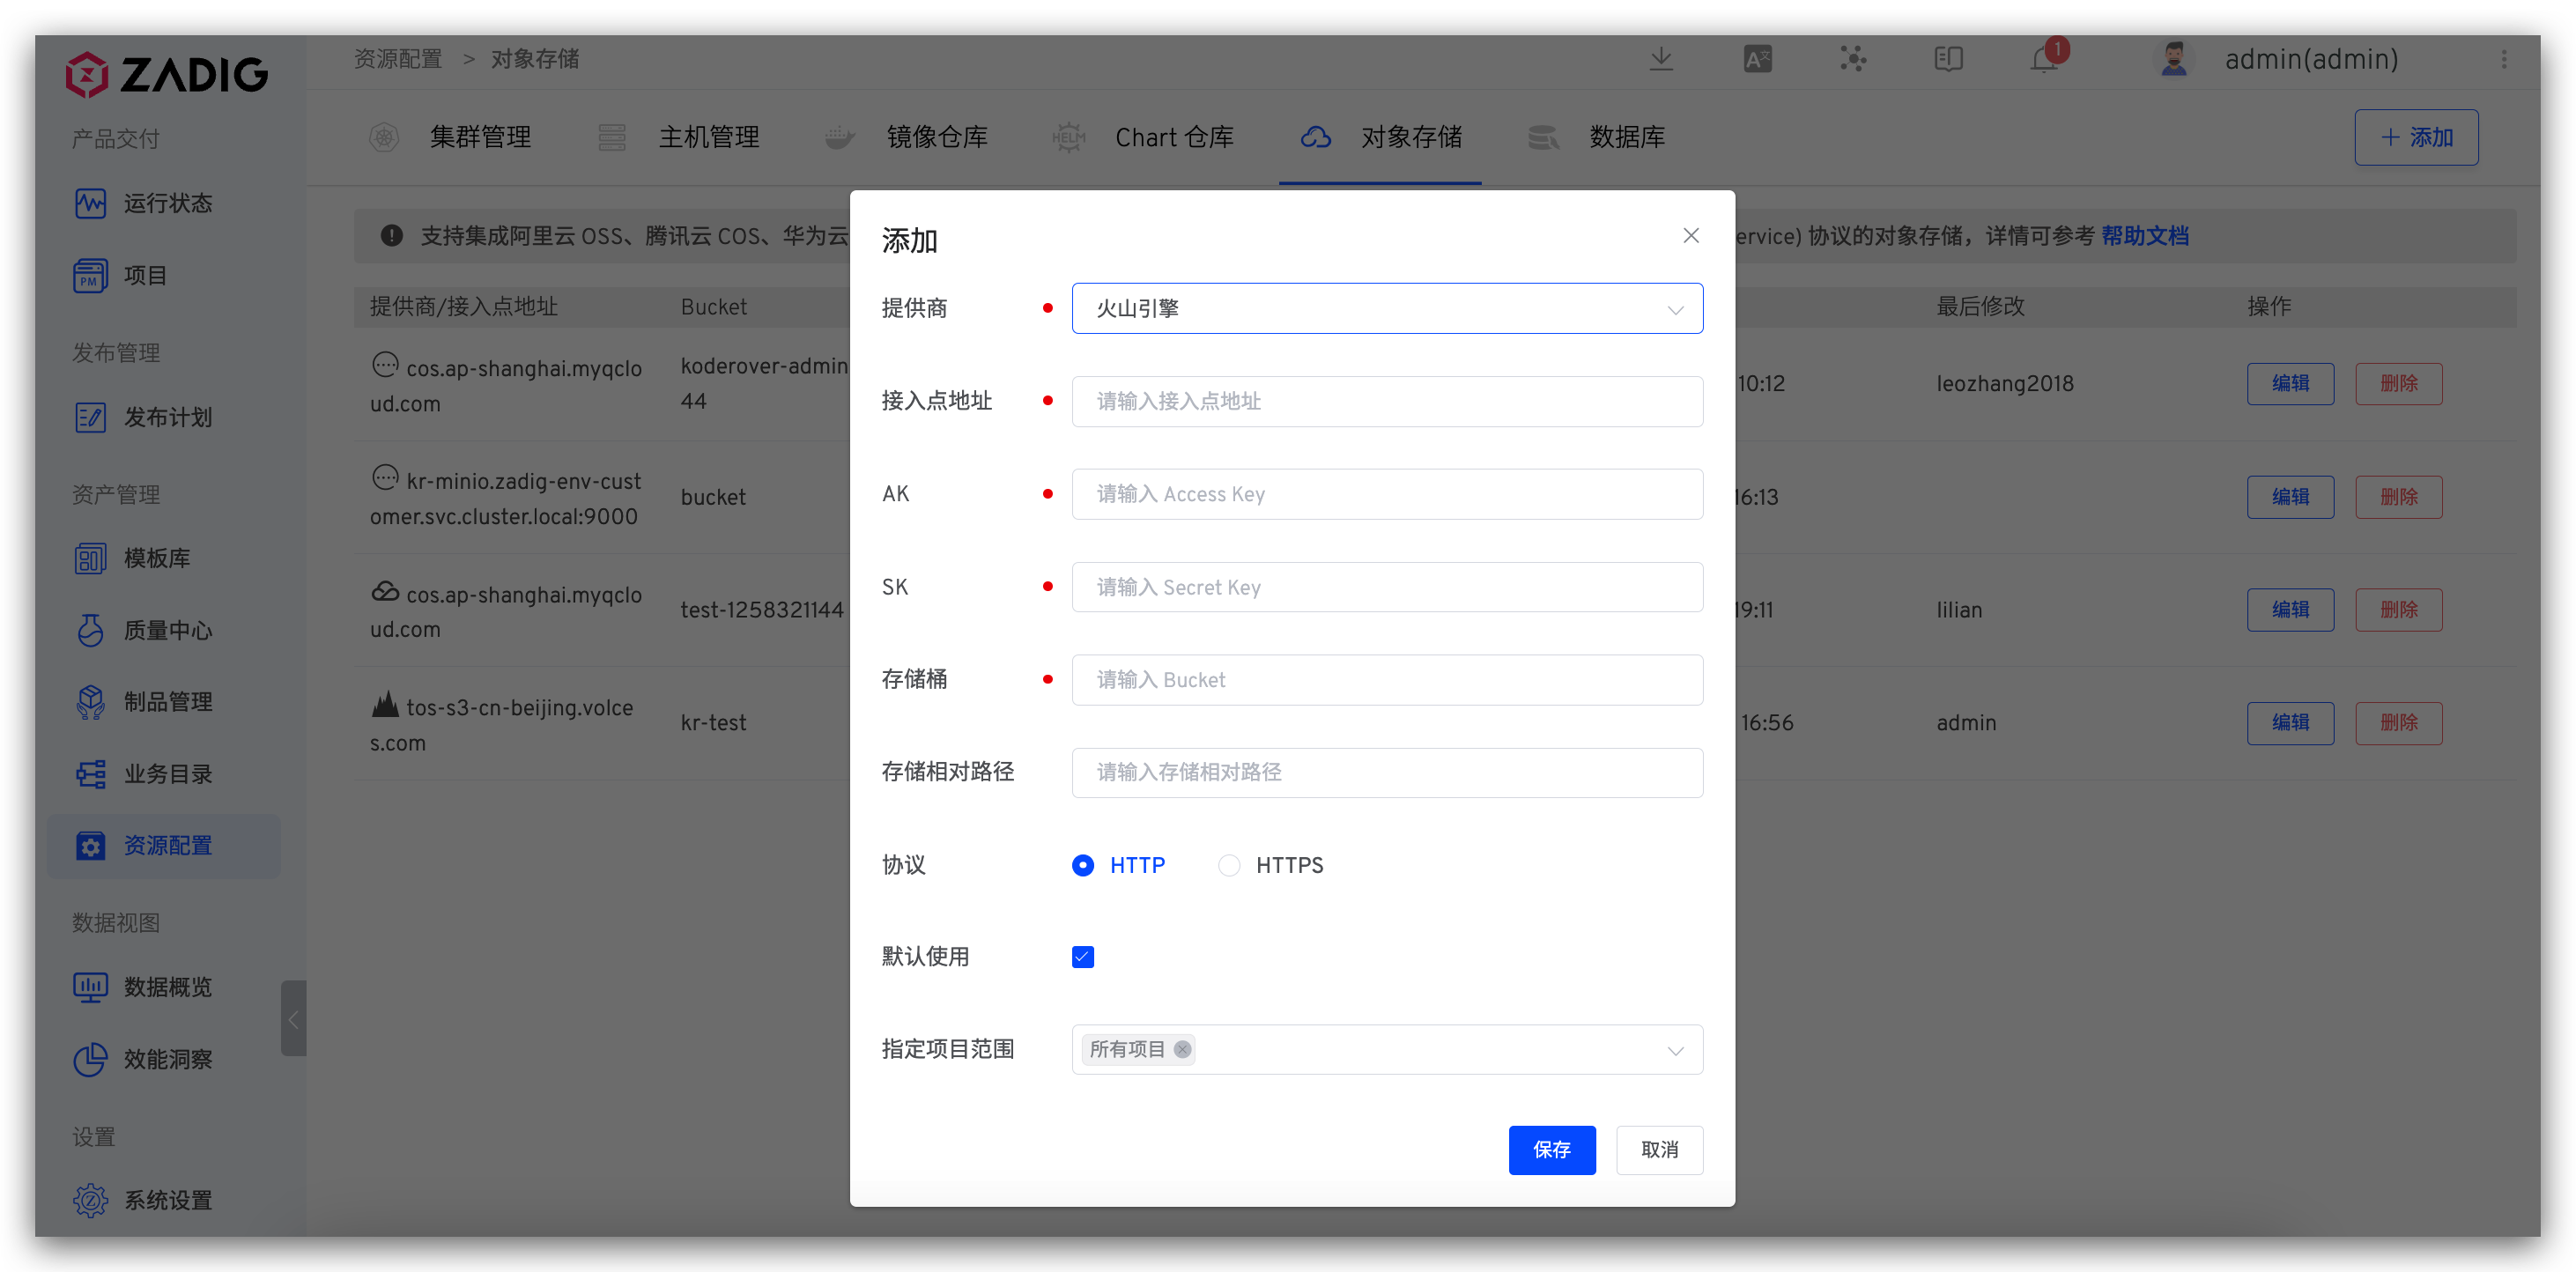 ZADIG
产品交付
运行状态
PM
项目
发布管理
发布计划
资产管理
模板库
质量中心
制品管理
业务目录
资源配置
数据视图
数据概览
效能洞察
设置
系统设置
资源配置 > 对象存储
A文
1
admin(admin)
集群管理
主机管理
镜像仓库
HELM
Chart 仓库
对象存储
数据库
+ 添加
支持集成阿里云 OSS、腾讯云 COS、华为云
ervice) 协议的对象存储，详情可参考 帮助文档
提供商/接入点地址 Bucket 最后修改 操作
cos.ap-shanghai.myqclo
ud.com
koderover-admin
44
10:12 leozhang2018 编辑 删除
kr-minio.zadig-env-cust
omer.svc.cluster.local:9000
bucket
16:13 编辑 删除
cos.ap-shanghai.myqclo
ud.com
test-1258321144
19:11 lilian 编辑 删除
tos-s3-cn-beijing.volce
s.com
kr-test
16:56 admin 编辑 删除
添加
提供商 火山引擎
接入点地址 请输入接入点地址
AK 请输入 Access Key
SK 请输入 Secret Key
存储桶 请输入 Bucket
存储相对路径 请输入存储相对路径
协议 HTTP HTTPS
默认使用
指定项目范围 所有项目
保存 取消